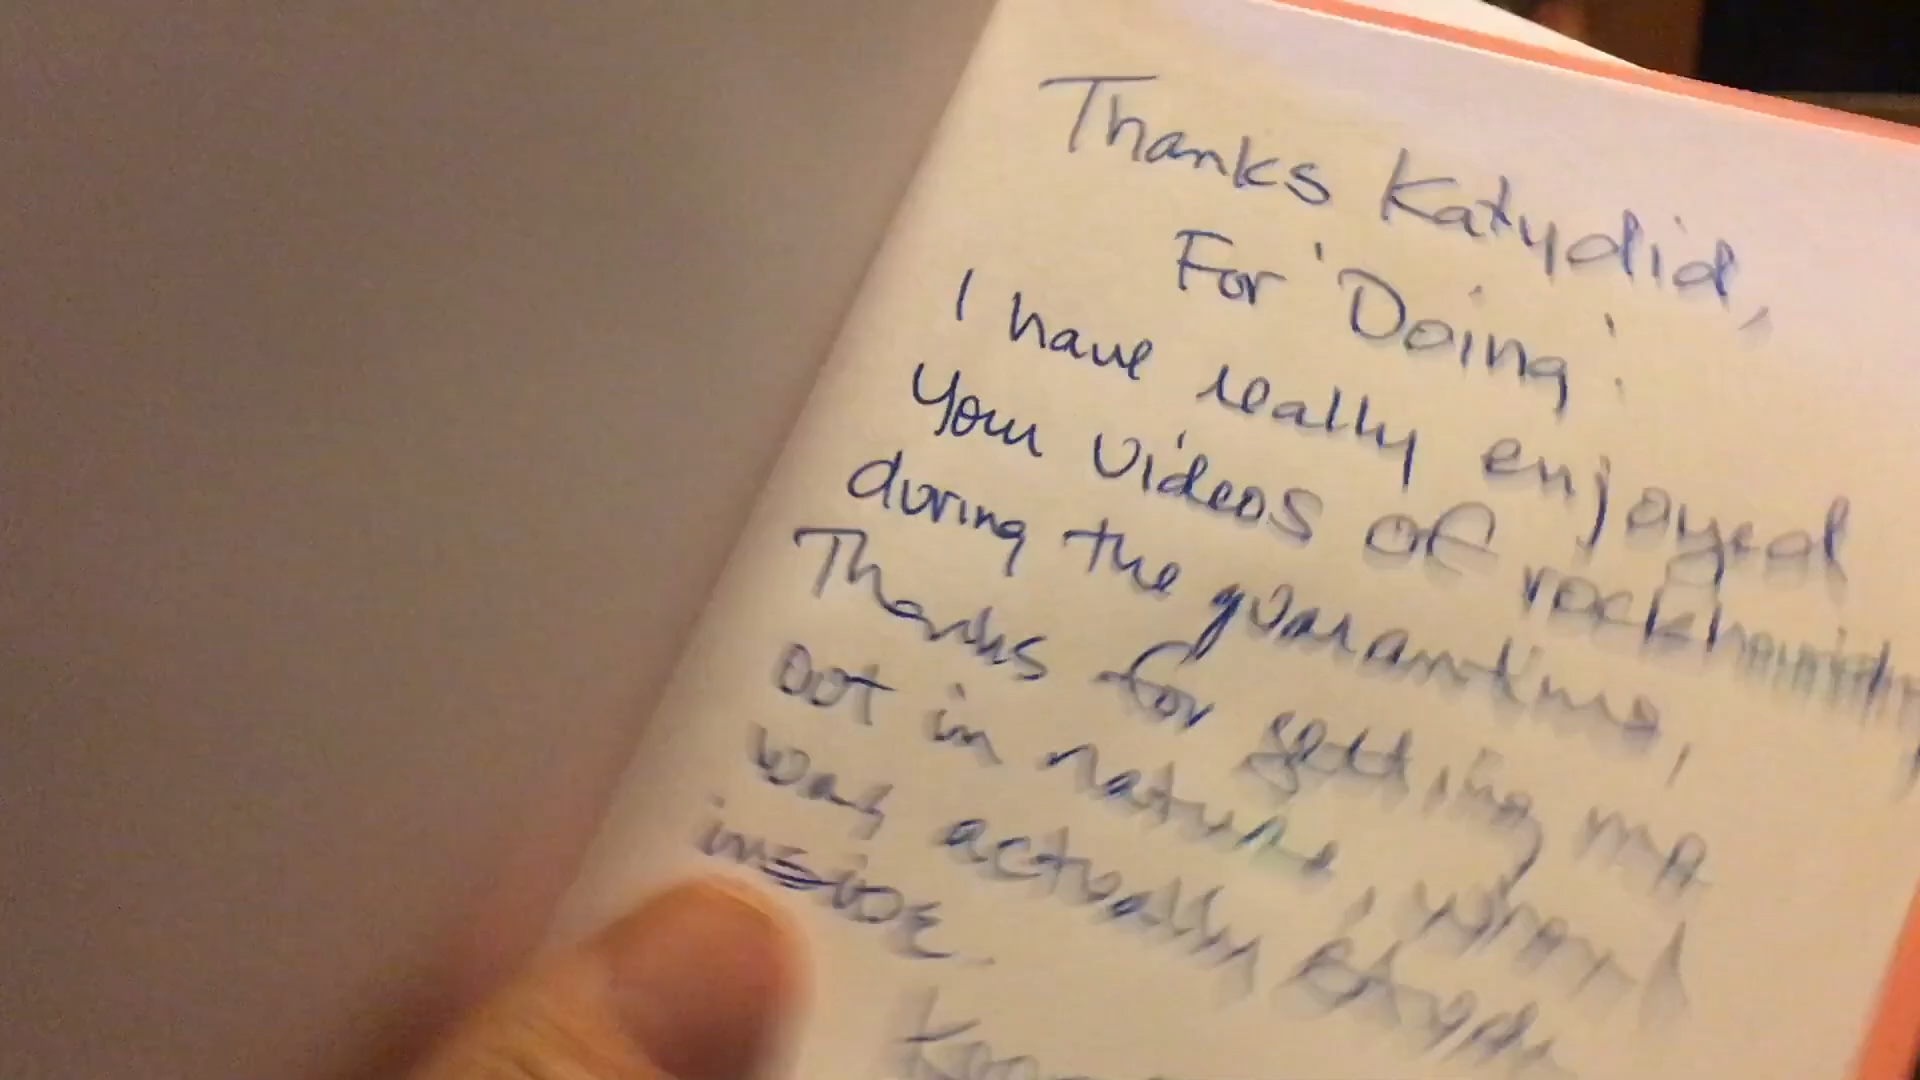 Thanks Katydid,
For 'Doing'.
I have really enjoyed
your videos of rockhounding
during the quarantine,
Thanks for getting me
out in nature, when I
was actually
inside.